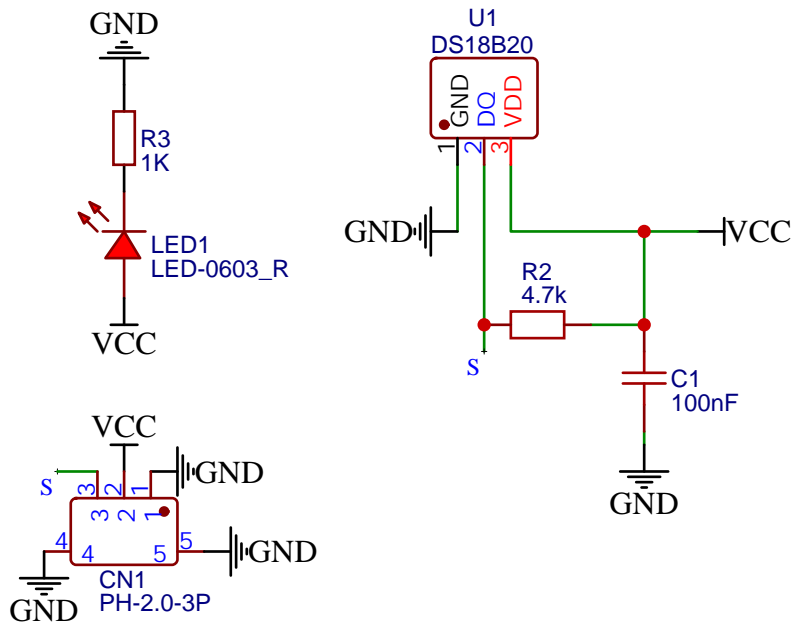 GND
R3
1K
LED1
LED-0603_R
VCC
U1
DS18B20
GND
DQ
VDD
1
2
3
GND
VCC
R2
4.7k
S
C1
100nF
GND
VCC
S
3
2
1
GND
3
2
1
4
4
5
5
GND
GND
CN1
PH-2.0-3P